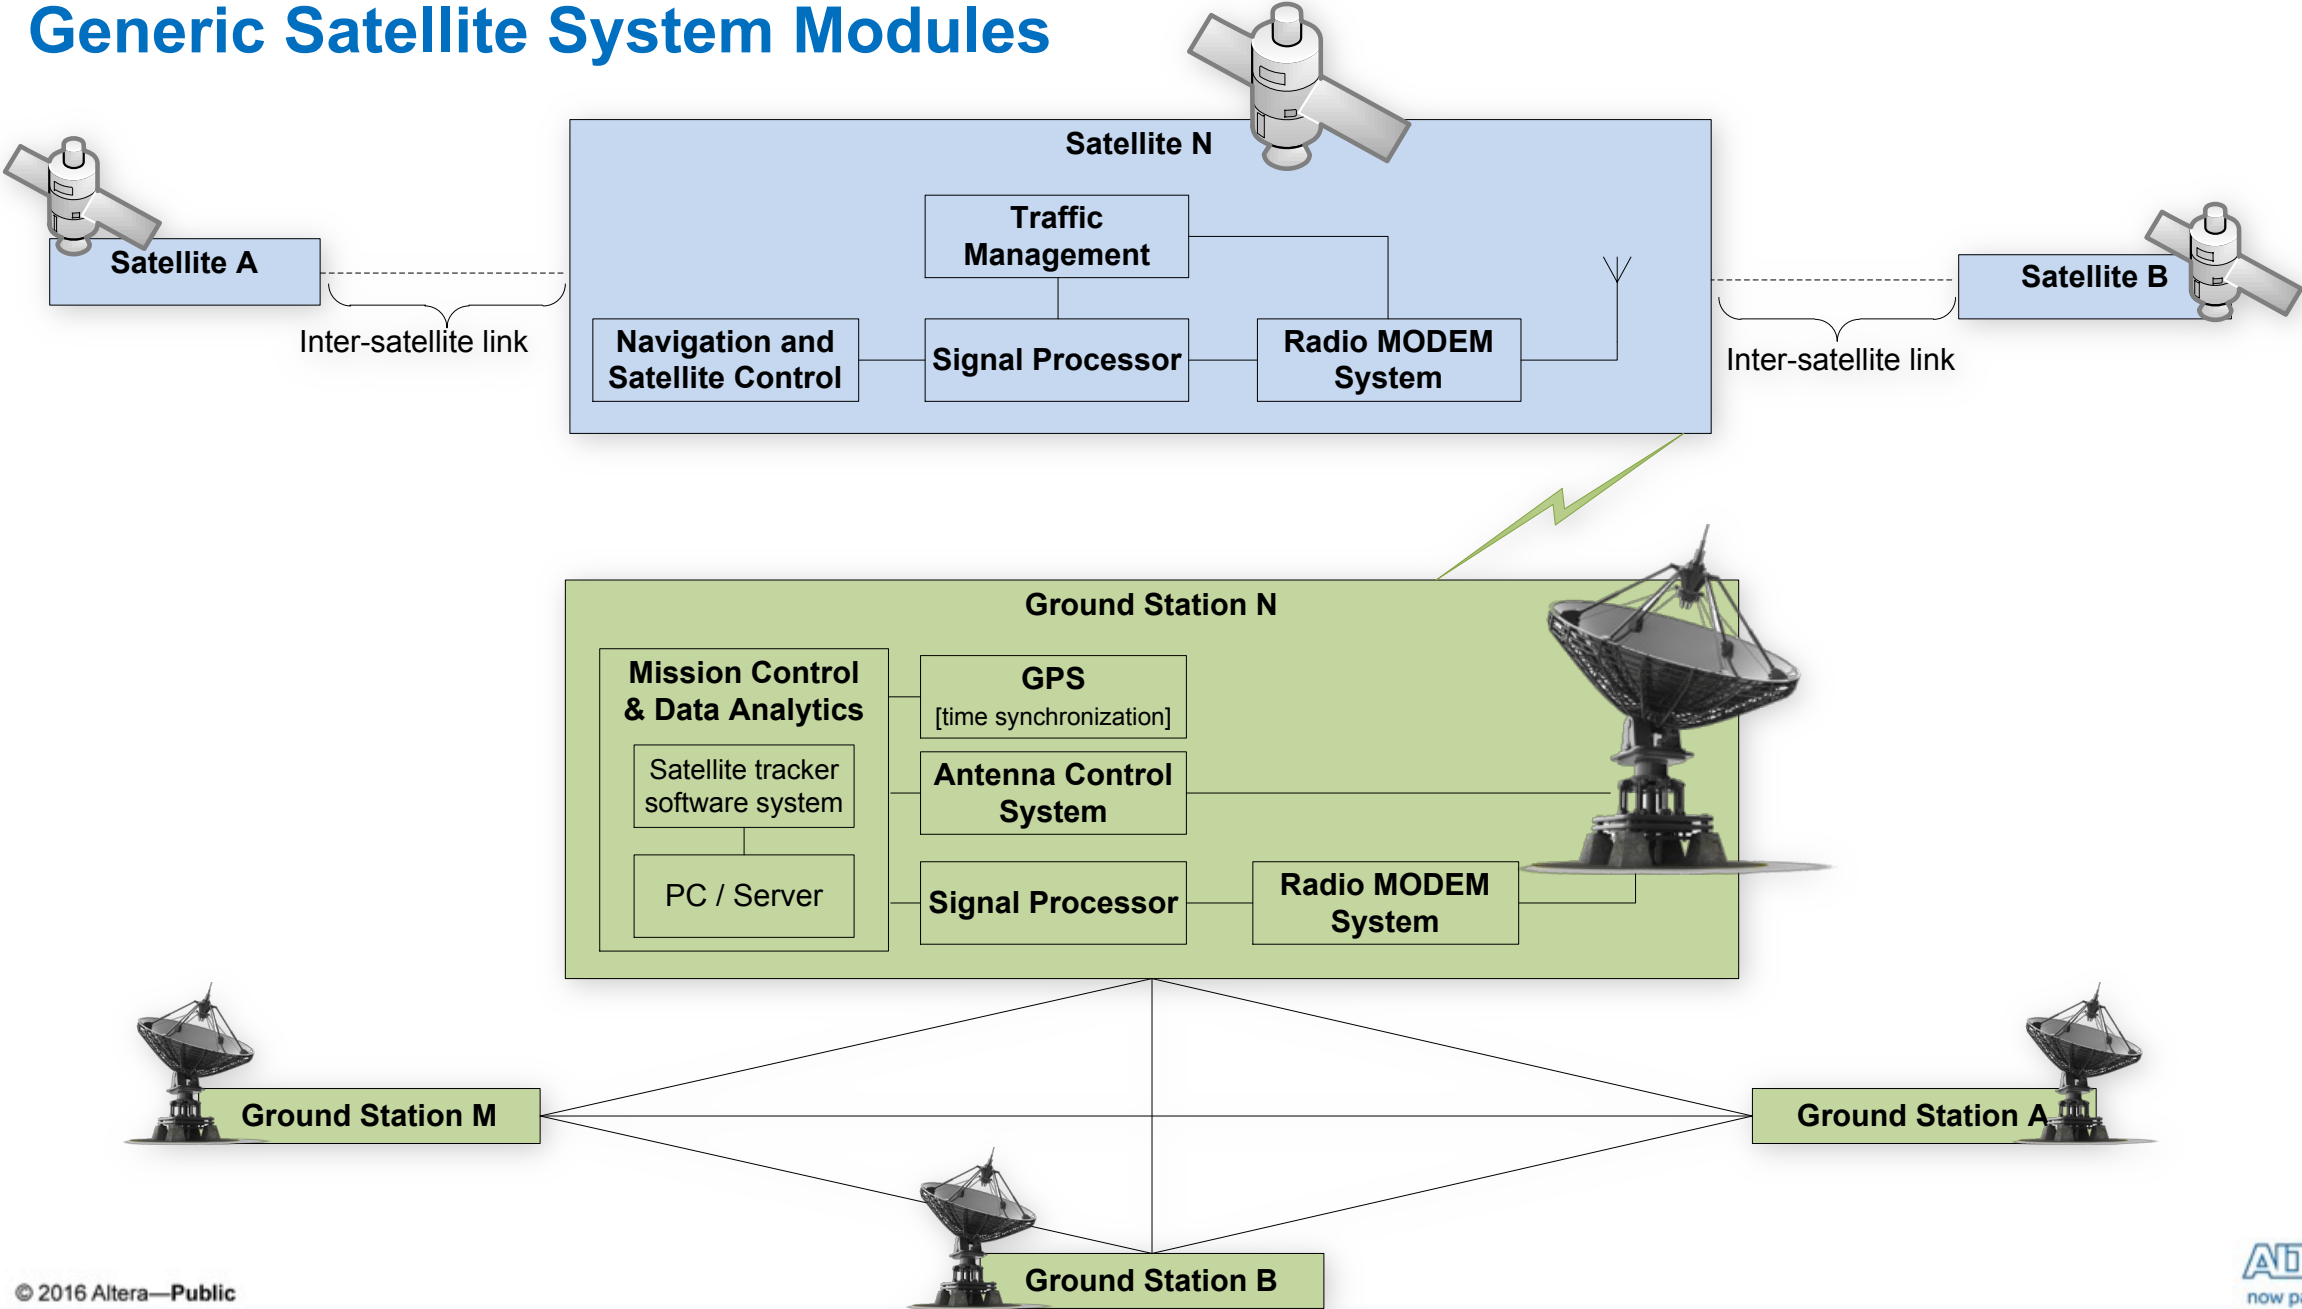 Generic Satellite System Modules
Satellite N
Traffic
Management
Satellite A
Satellite B
Inter-satellite link
Navigation and
Satellite Control
Signal Processor
Radio MODEM
System
Inter-satellite link
Ground Station N
Mission Control
& Data Analytics
GPS
[time synchronization]
Satellite tracker
software system
Antenna Control
System
PC / Server
Signal Processor
Radio MODEM
System
Ground Station M
Ground Station A
Ground Station B
© 2016 Altera—Public
now